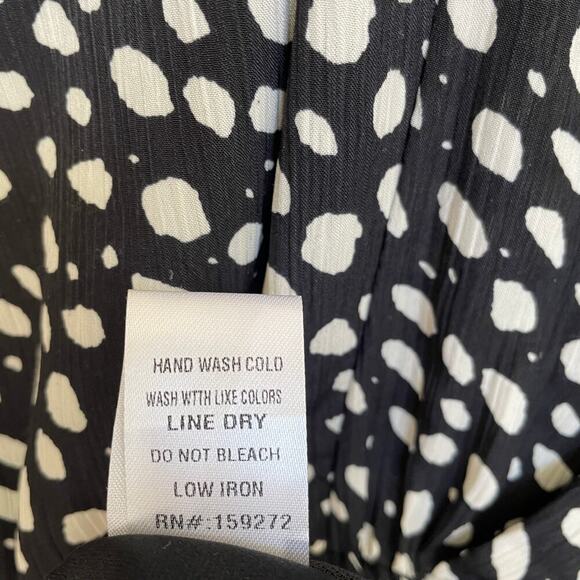 HAND WASH COLD
WASH WTTH LIXE COLORS
LINE DRY
DO NOT BLEACH
LOW IRON
RN#:159272